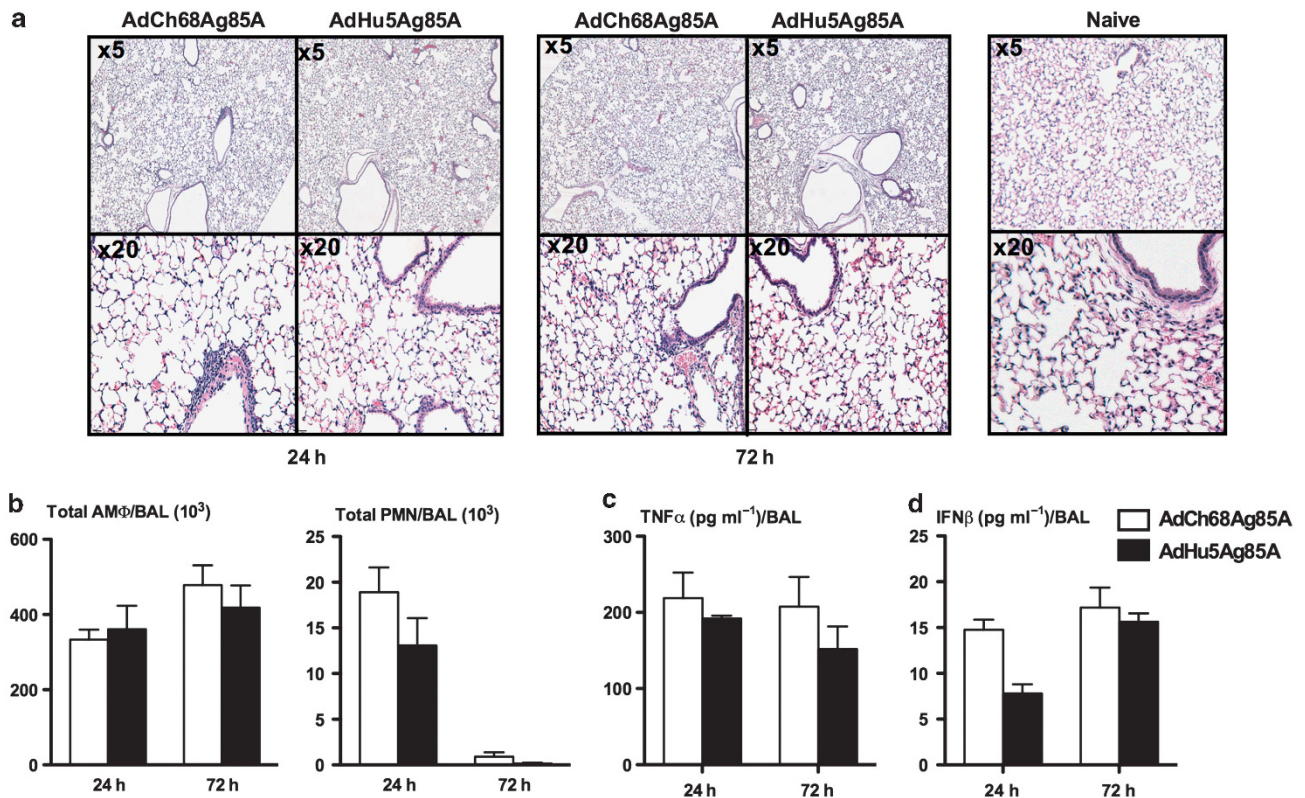 a
AdCh68Ag85A AdHu5Ag85A AdCh68Ag85A AdHu5Ag85A Naive
x5 x5 x5 x5 x5
x20 x20 x20 x20 x20
24 h 72 h
b
Total AMΦ/BAL (10³)
600
400
200
0
24 h 72 h
Total PMN/BAL (10³)
25
20
15
10
5
0
24 h 72 h
c
TNFα (pg ml⁻¹)/BAL
300
200
100
0
24 h 72 h
d
IFNβ (pg ml⁻¹)/BAL
25
20
15
10
5
0
24 h 72 h
AdCh68Ag85A
AdHu5Ag85A